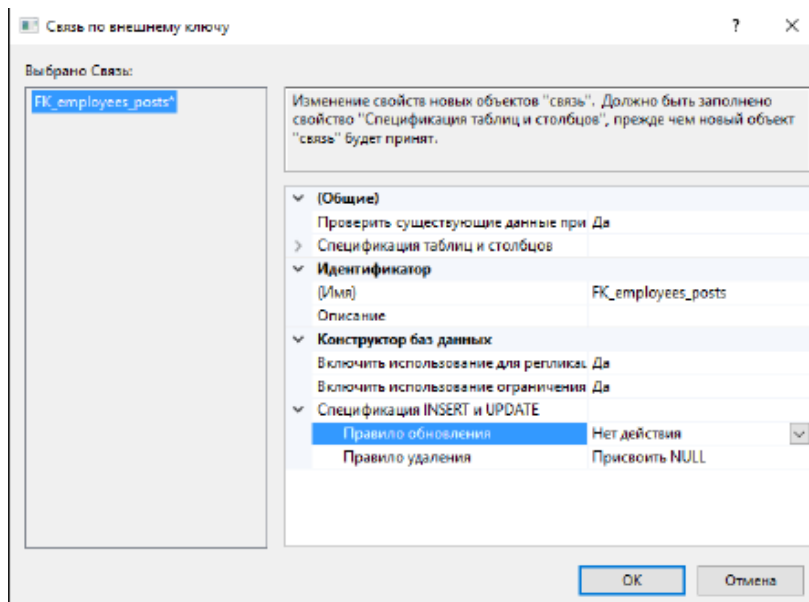 Связь по внешнему ключу
?
Выбрано Связь:
FK_employees_posts*
Изменение свойств новых объектов "связь". Должно быть заполнено
свойство "Спецификация таблиц и столбцов", прежде чем новый объект
"связь" будет принят.
(Общие)
Проверить существующие данные при Да
Спецификация таблиц и столбцов
Идентификатор
(Имя) FK_employees_posts
Описание
Конструктор баз данных
Включить использование для реплика Да
Включить использование ограничения Да
Спецификация INSERT и UPDATE
Правило обновления Нет действия
Правило удаления Присвоить NULL
OK Отмена